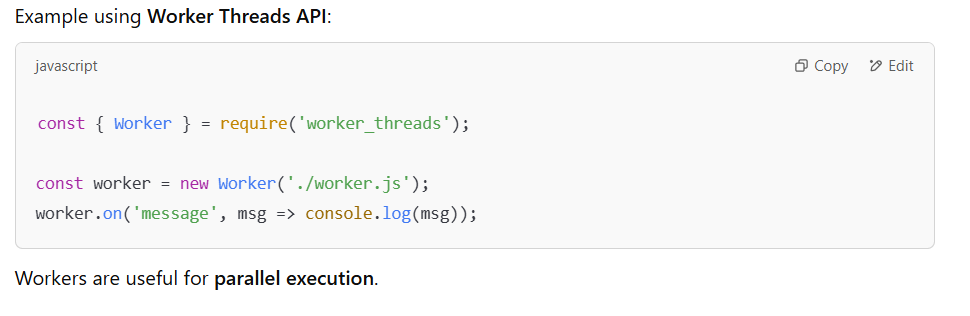 Example using Worker Threads API:
javascript Copy Edit
const { Worker } = require('worker_threads');
const worker = new Worker('./worker.js');
worker.on('message', msg => console.log(msg));
Workers are useful for parallel execution.